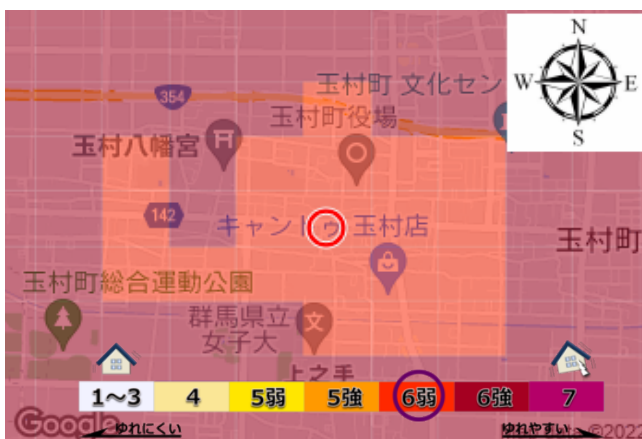 N
W E
S
354
玉村町 文化セン
玉村町役場
玉村八幡宮
142
キャントゥ 玉村店
玉村町
玉村町総合運動公園
群馬県立
女子大
上之手
1～3 4 5弱 5強 6弱 6強 7
Google
ゆれにくい ゆれやすい
©2022